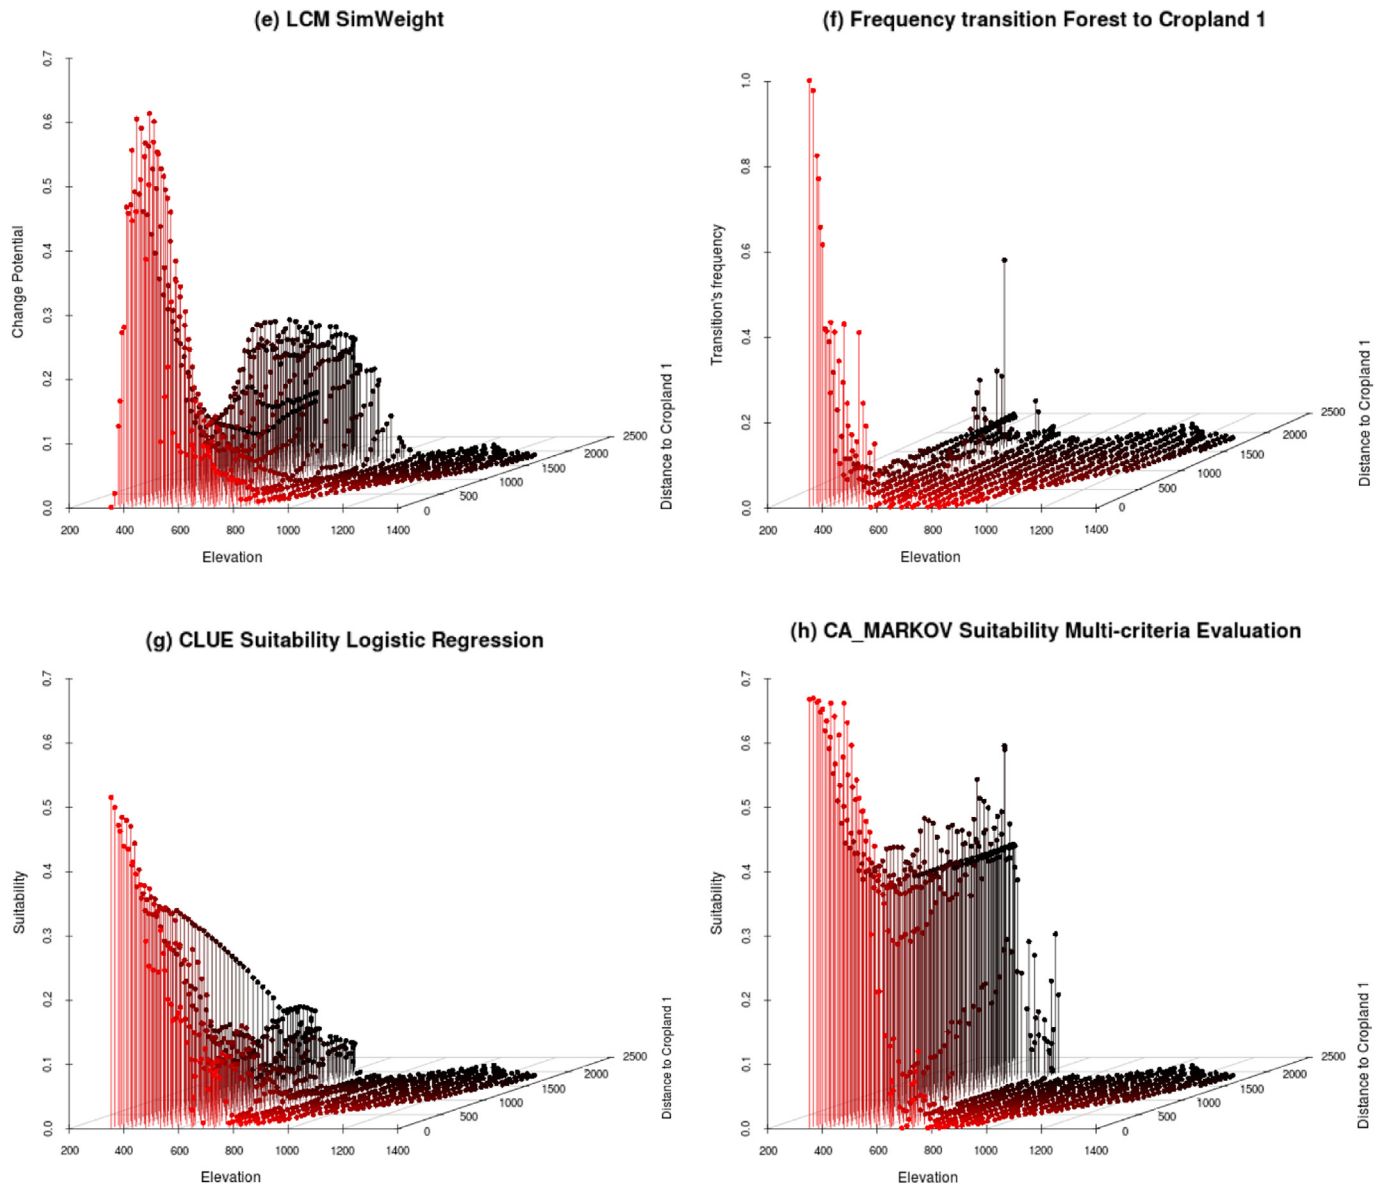 (e) LCM SimWeight
(f) Frequency transition Forest to Cropland 1
0.7
0.6
0.5
0.4
0.3
0.2
0.1
0.0
Change Potential
200 400 600 800 1000 1200 1400
Elevation
0 500 1000 1500 2000 2500
Distance to Cropland 1
1.0
0.8
0.6
0.4
0.2
0.0
Transition's frequency
200 400 600 800 1000 1200 1400
Elevation
0 500 1000 1500 2000 2500
Distance to Cropland 1
(g) CLUE Suitability Logistic Regression
(h) CA_MARKOV Suitability Multi-criteria Evaluation
0.7
0.6
0.5
0.4
0.3
0.2
0.1
0.0
Suitability
200 400 600 800 1000 1200 1400
Elevation
0 500 1000 1500 2000 2500
Distance to Cropland 1
0.7
0.6
0.5
0.4
0.3
0.2
0.1
0.0
Suitability
200 400 600 800 1000 1200 1400
Elevation
0 500 1000 1500 2000 2500
Distance to Cropland 1